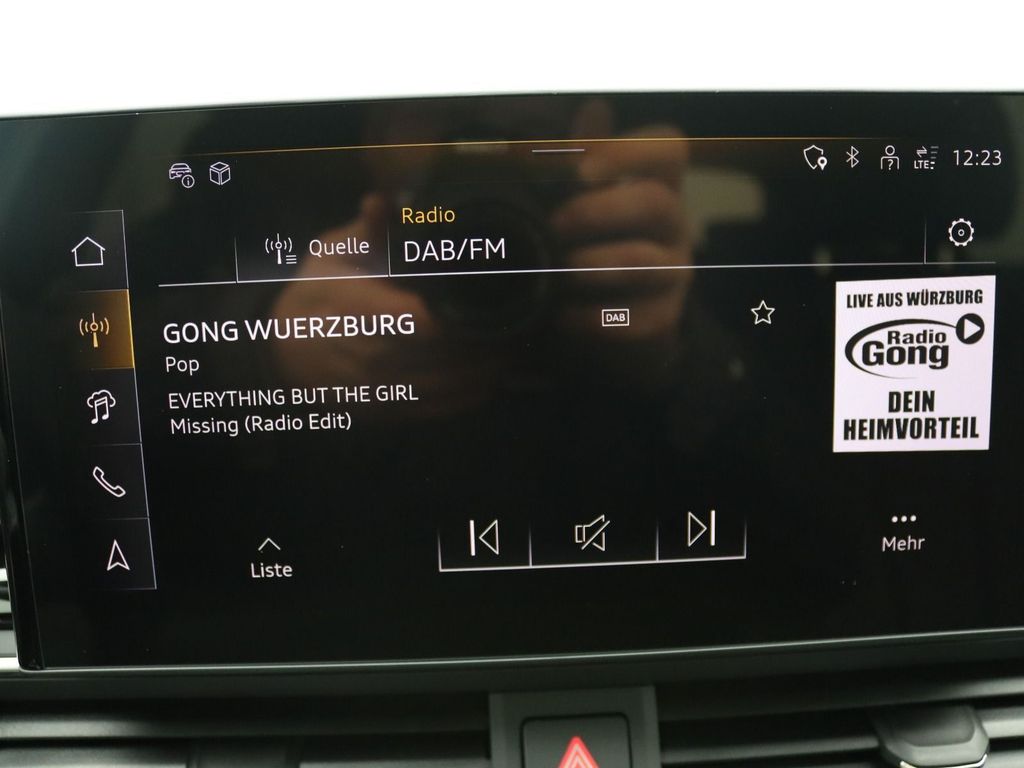 LTE
12:23
Radio
Quelle
DAB/FM
GONG WUERZBURG
DAB
Pop
EVERYTHING BUT THE GIRL
Missing (Radio Edit)
LIVE AUS WÜRZBURG
Radio
Gong
DEIN
HEIMVORTEIL
Liste
Mehr